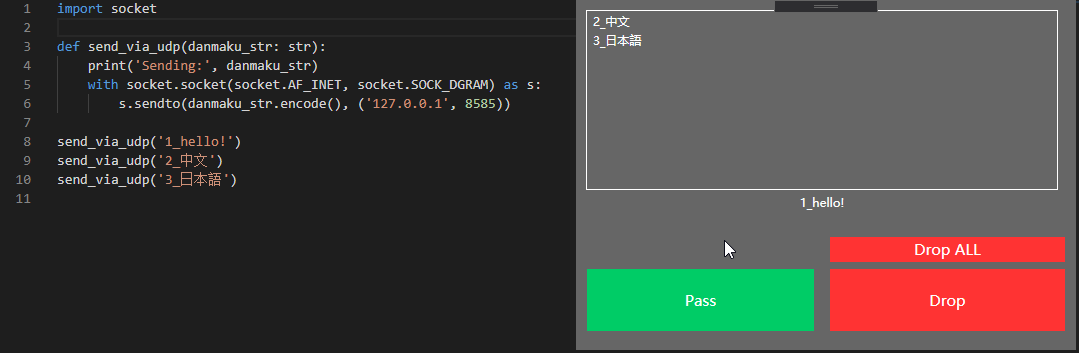 1 import socket
2
3 def send_via_udp(danmaku_str: str):
4     print('Sending:', danmaku_str)
5     with socket.socket(socket.AF_INET, socket.SOCK_DGRAM) as s:
6         s.sendto(danmaku_str.encode(), ('127.0.0.1', 8585))
7
8 send_via_udp('1_hello!')
9 send_via_udp('2_中文')
10 send_via_udp('3_日本語')
11
2_中文
3_日本語
1_hello!
Drop ALL
Pass
Drop